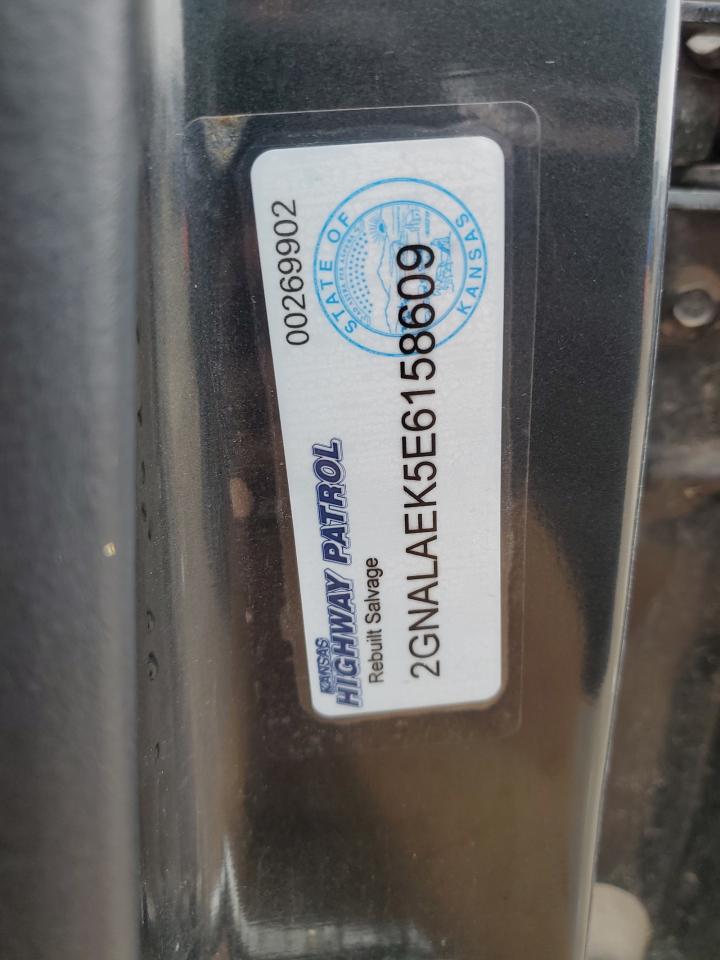 KANSAS
HIGHWAY PATROL
00269902
Rebuilt Salvage
2GNALAEK5E6158609
STATE OF
KANSAS